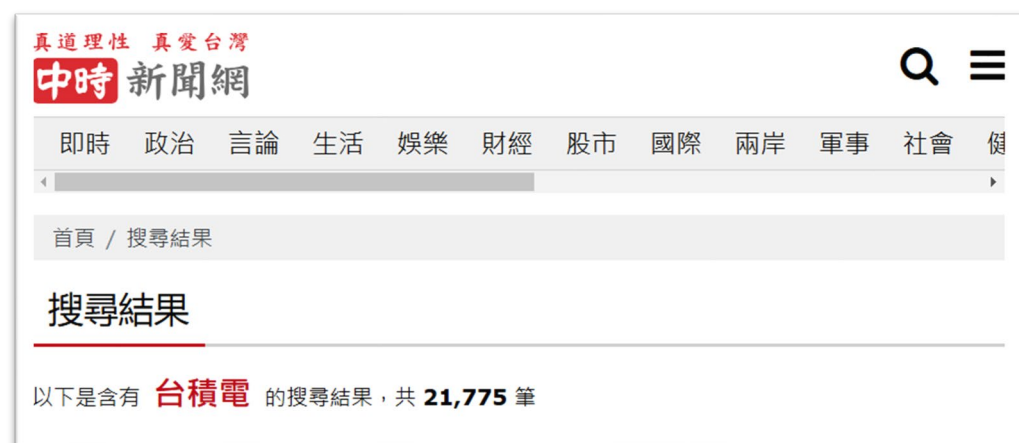 真道理性 真愛台灣
中時新聞網
即時 政治 言論 生活 娛樂 財經 股市 國際 兩岸 軍事 社會
首頁 / 搜尋結果
搜尋結果
以下是含有 台積電 的搜尋結果，共 21,775 筆